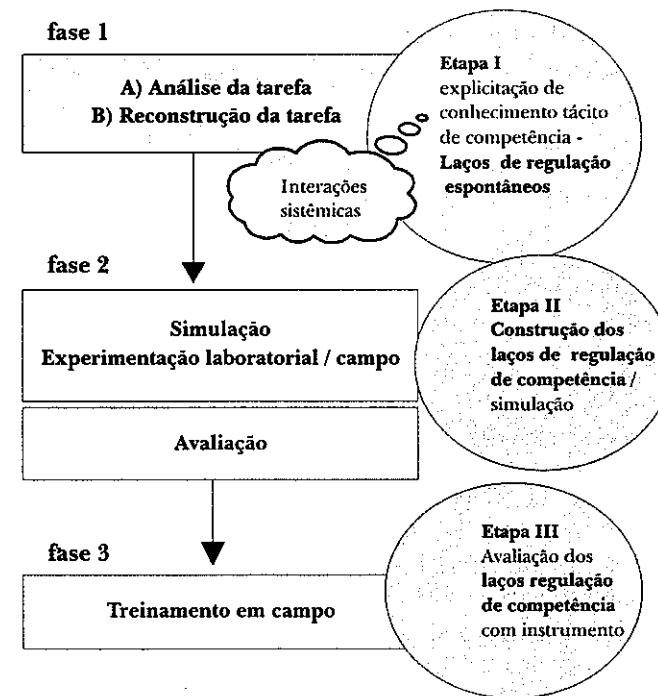 fase 1
A) Análise da tarefa
B) Reconstrução da tarefa
Etapa I
explicitação de
conhecimento tácito
de competência -
Laços de regulação
espontâneos
Interações
sistêmicas
fase 2
Simulação
Experimentação laboratorial / campo
Avaliação
Etapa II
Construção dos
laços de regulação
de competência /
simulação
fase 3
Treinamento em campo
Etapa III
Avaliação dos
laços regulação
de competência
com instrumento